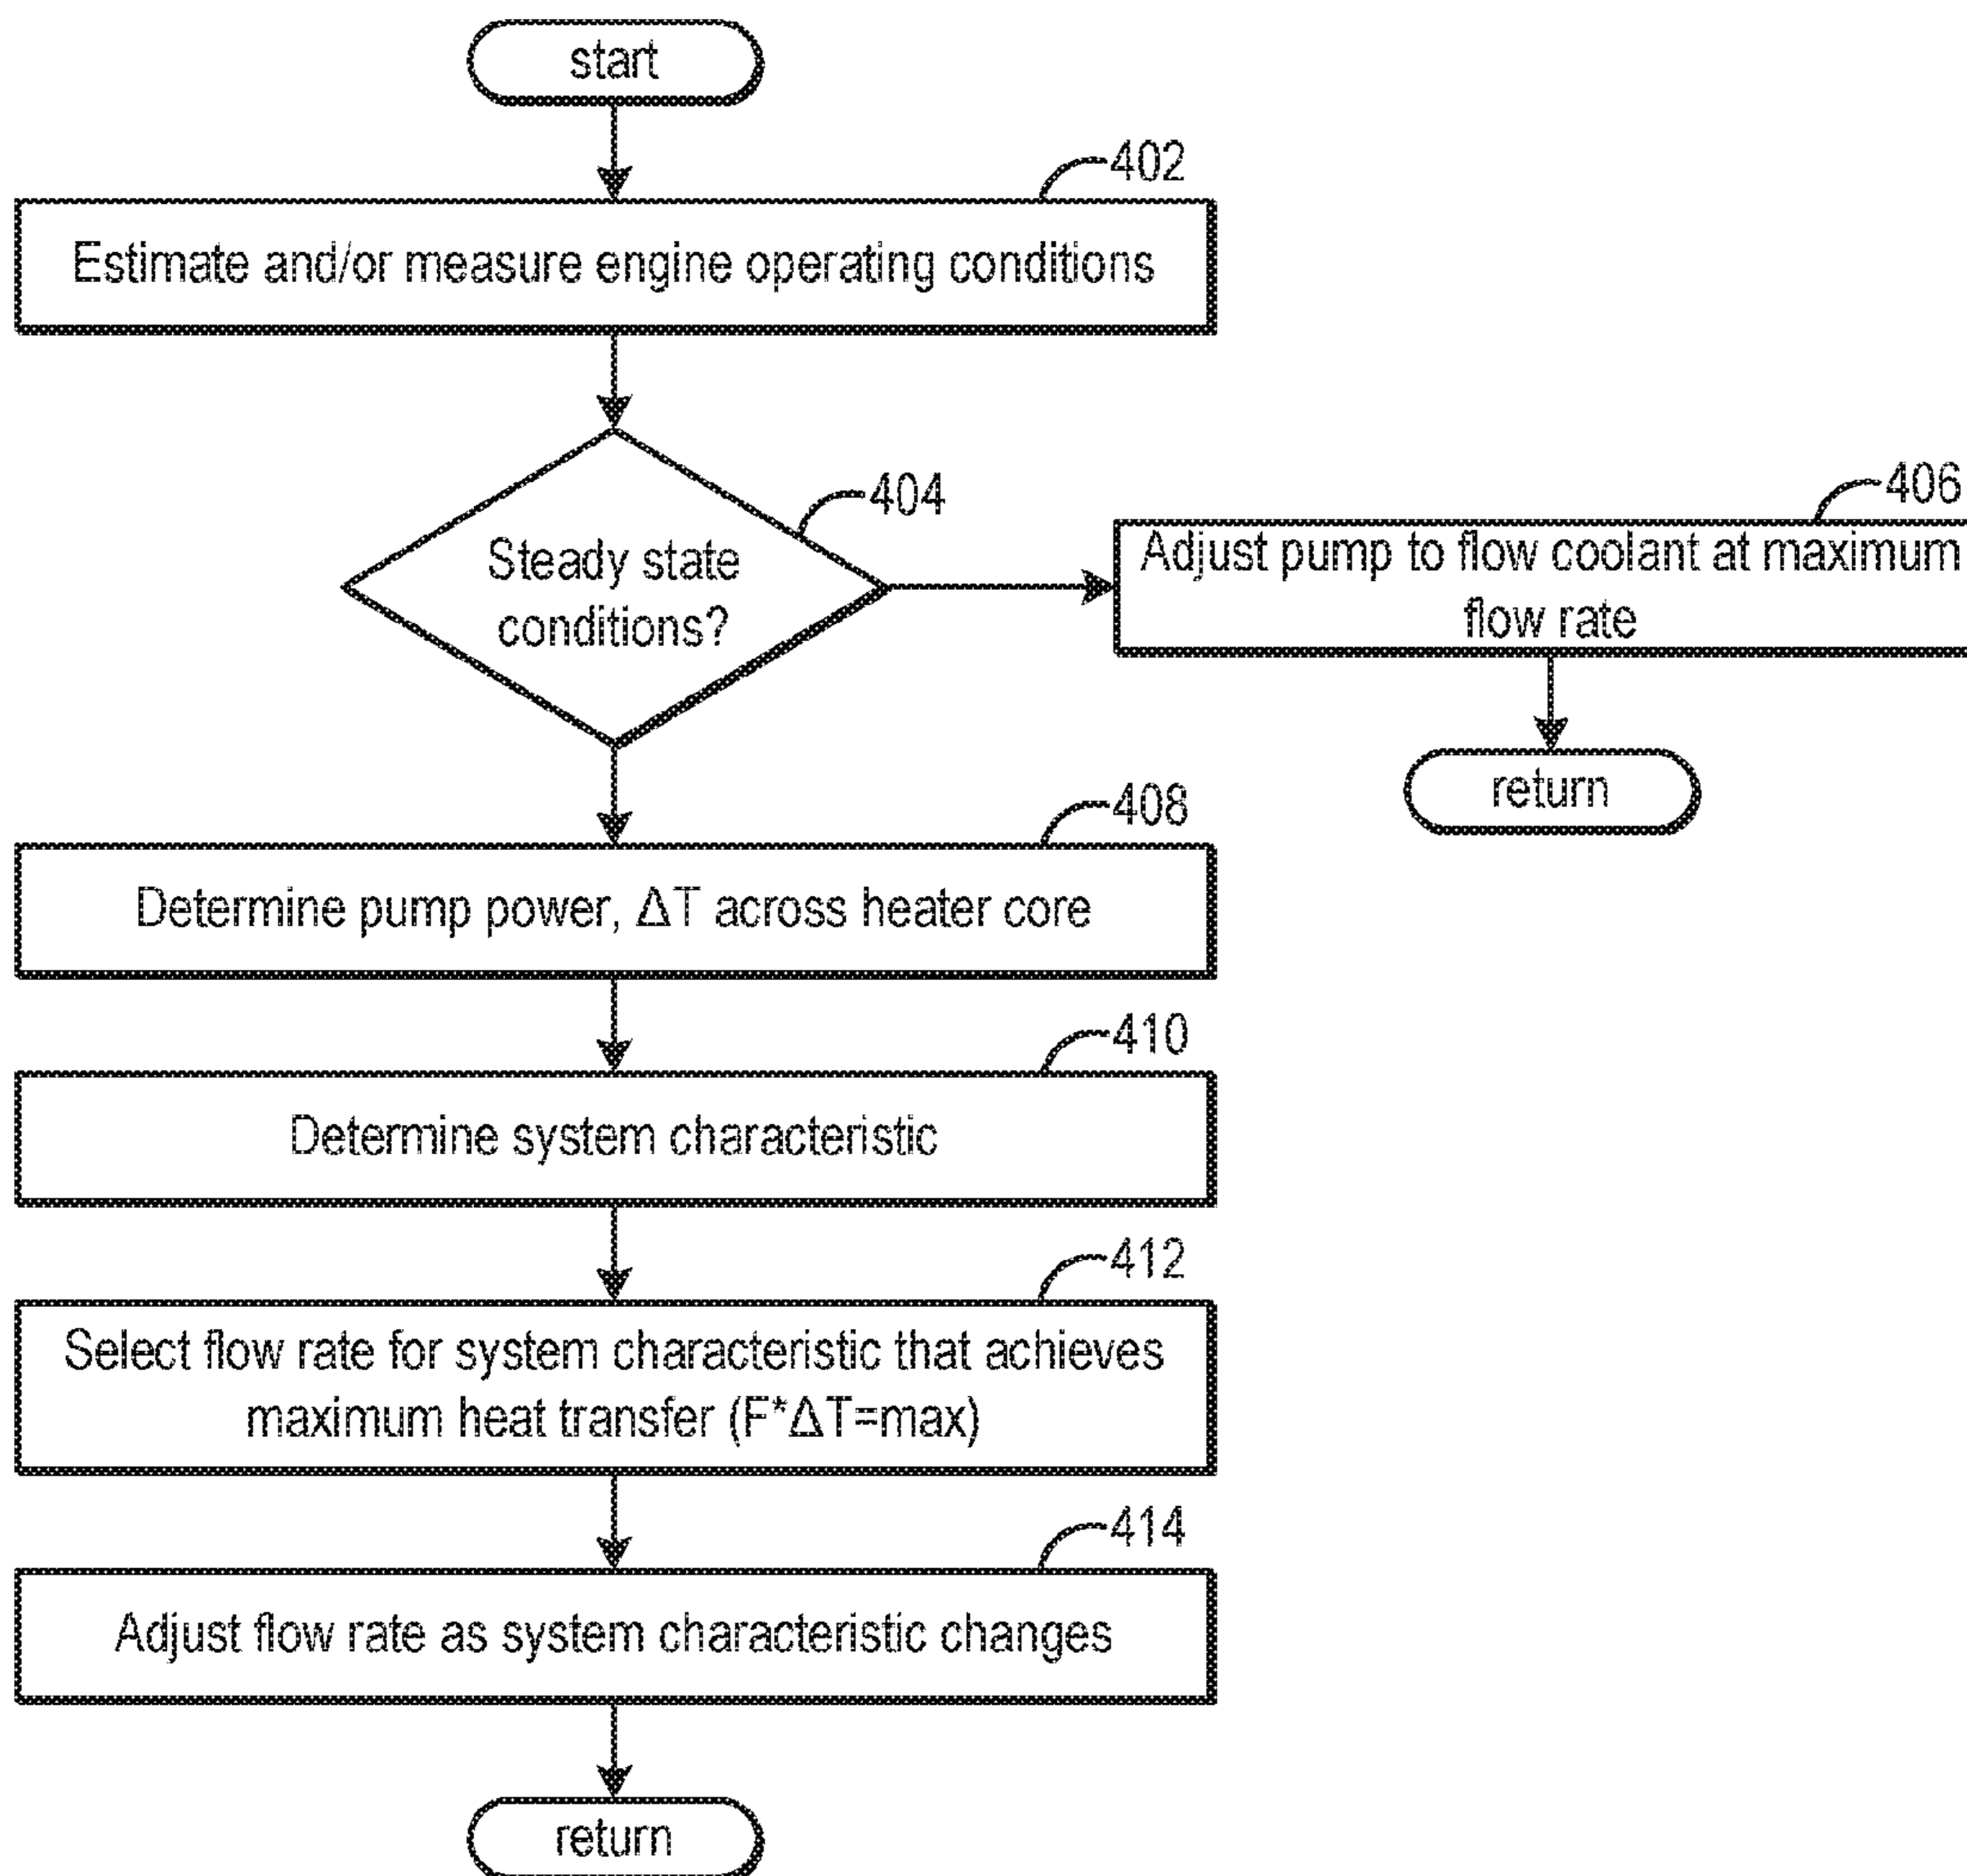 start
402
Estimate and/or measure engine operating conditions
404
Steady state
conditions?
406
Adjust pump to flow coolant at maximum
flow rate
return
408
Determine pump power, ΔT across heater core
410
Determine system characteristic
412
Select flow rate for system characteristic that achieves
maximum heat transfer (F*ΔT=max)
414
Adjust flow rate as system characteristic changes
return